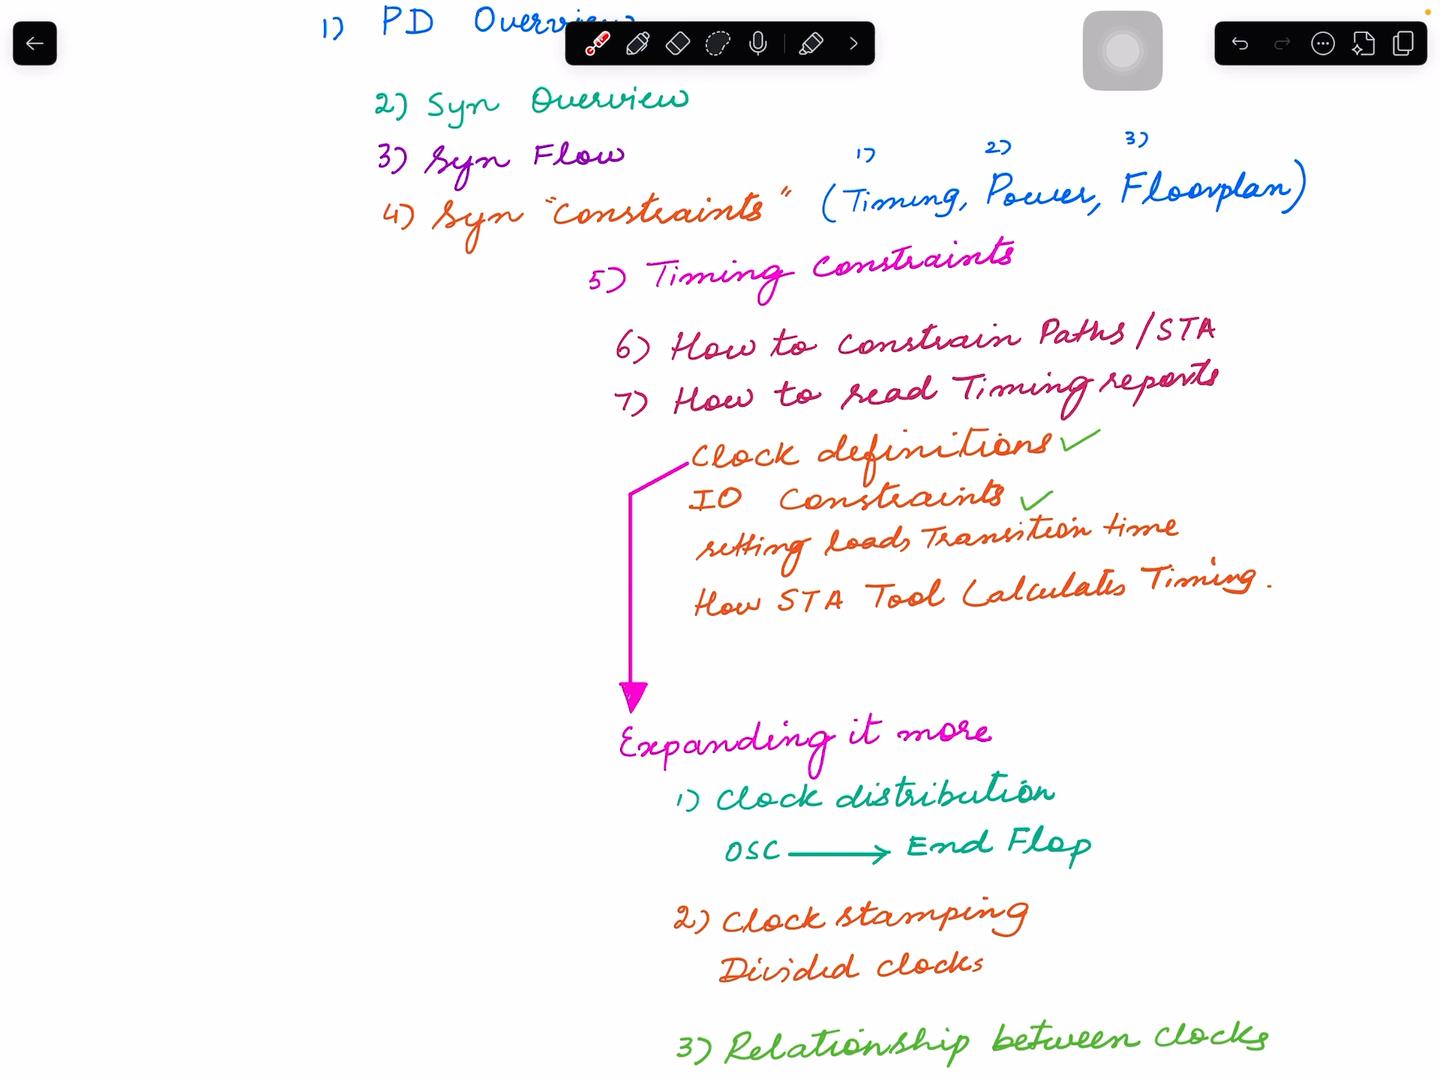 1) PD Overview
2) Syn Overview
3) Syn Flow
1) 2) 3)
4) Syn "Constraints" (Timing, Power, Floorplan)
5) Timing Constraints
6) How to constrain Paths/STA
7) How to read Timing reports
Clock definitions ✓
IO Constraints ✓
setting loads, Transition time
How STA Tool Calculates Timing.
Expanding it more
1) Clock distribution
OSC → End Flop
2) Clock stamping
Divided clocks
3) Relationship between clocks